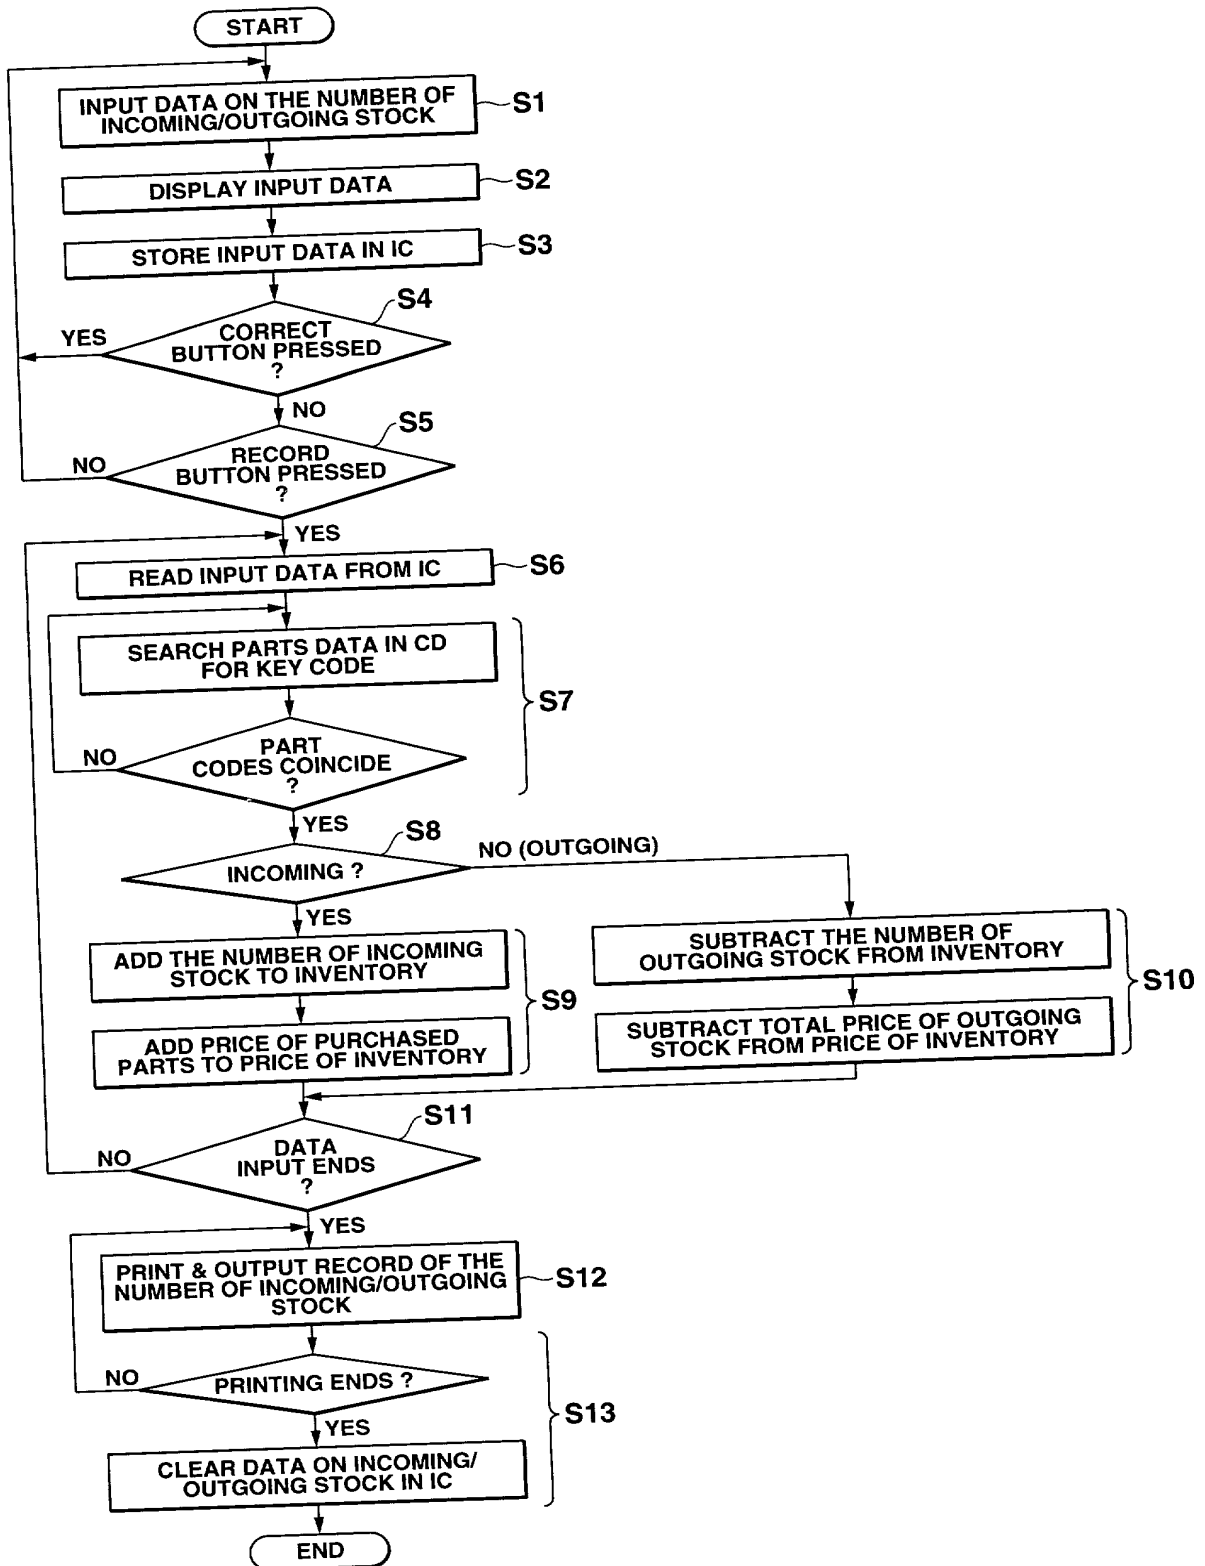 START
INPUT DATA ON THE NUMBER OF
INCOMING/OUTGOING STOCK
S1
DISPLAY INPUT DATA
S2
STORE INPUT DATA IN IC
S3
S4
YES
CORRECT
BUTTON PRESSED
?
NO
S5
NO
RECORD
BUTTON PRESSED
?
YES
READ INPUT DATA FROM IC
S6
SEARCH PARTS DATA IN CD
FOR KEY CODE
S7
NO
PART
CODES COINCIDE
?
YES
S8
INCOMING ?
NO (OUTGOING)
YES
ADD THE NUMBER OF INCOMING
STOCK TO INVENTORY
S9
ADD PRICE OF PURCHASED
PARTS TO PRICE OF INVENTORY
SUBTRACT THE NUMBER OF
OUTGOING STOCK FROM INVENTORY
S10
SUBTRACT TOTAL PRICE OF OUTGOING
STOCK FROM PRICE OF INVENTORY
S11
NO
DATA
INPUT ENDS
?
YES
PRINT & OUTPUT RECORD OF THE
NUMBER OF INCOMING/OUTGOING
STOCK
S12
NO
PRINTING ENDS ?
S13
YES
CLEAR DATA ON INCOMING/
OUTGOING STOCK IN IC
END